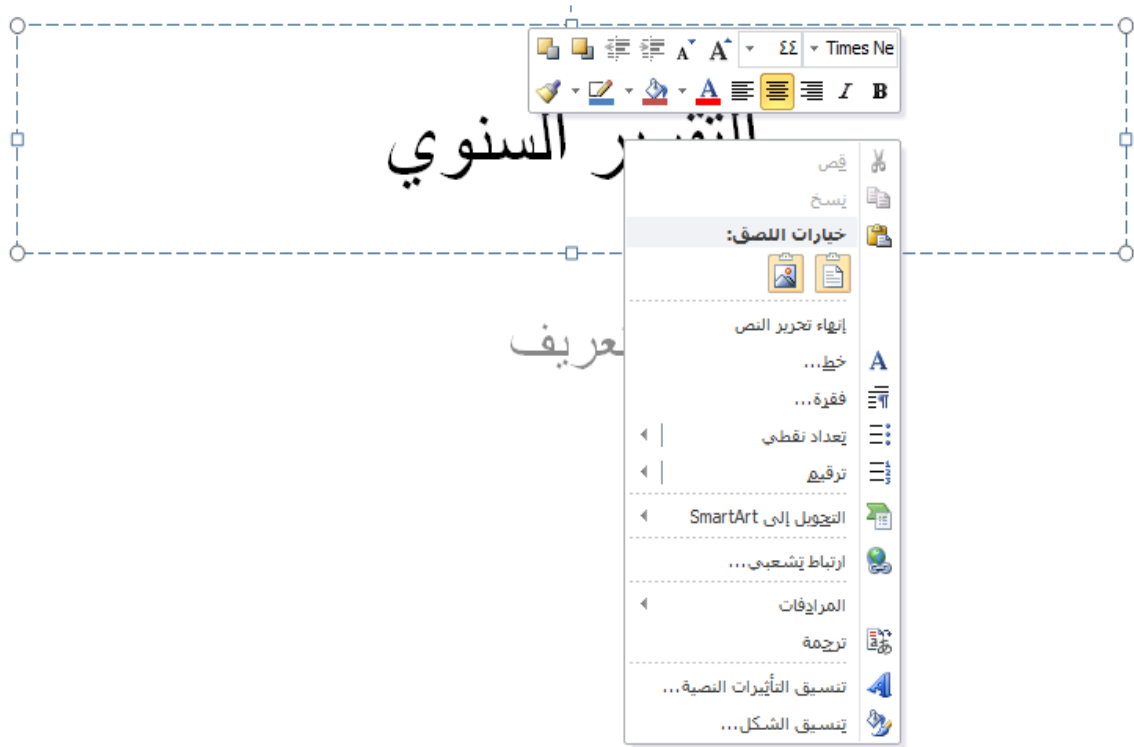 Times Ne ٤٤ A A
A I B
التقرير السنوي
قص
نسخ
خيارات اللصق:
إنهاء تحرير النص
تعريف
خط...
فقرة...
تعداد نقطي
ترقيم
التحويل إلى SmartArt
ارتباط تشعبي...
المرادفات
ترجمة
تنسيق التأثيرات النصية...
تنسيق الشكل...